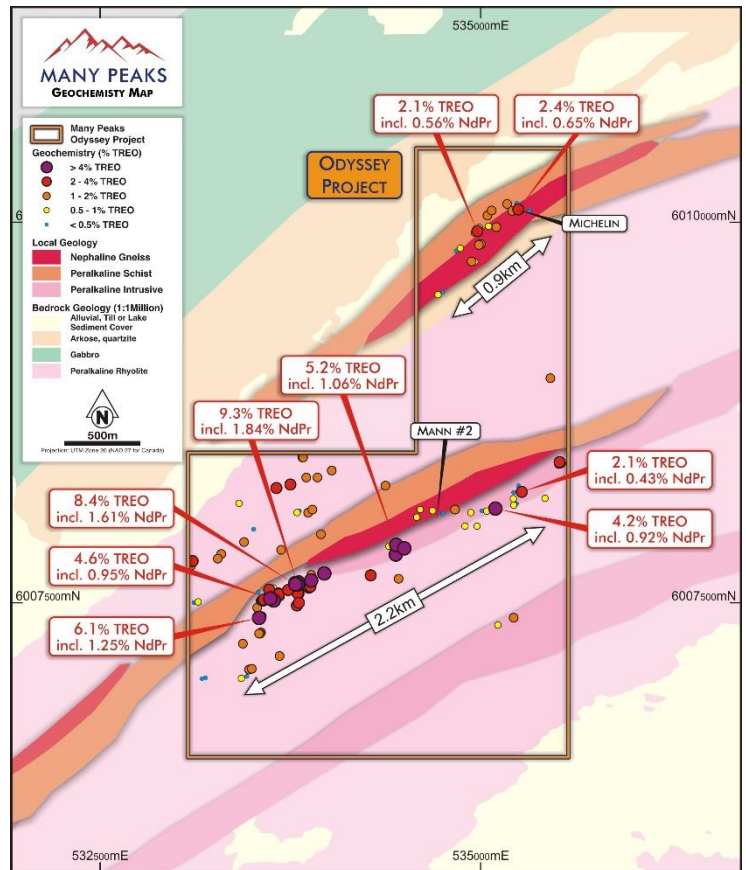 535000mE
MANY PEAKS
GEOCHEMISTY MAP
Many Peaks
Odyssey Project
Geochemistry (% TREO)
> 4% TREO
2 - 4% TREO
1 - 2% TREO
0.5 - 1% TREO
< 0.5% TREO
Local Geology
Nephaline Gneiss
Peralkaline Schist
Peralkaline Intrusive
Bedrock Geology (1:1Million)
Alluvial, Till or Lake
Sediment Cover
Arkose, quartzite
Gabbro
Peralkaline Rhyolite
N
500m
Projection: UTM Zone 20 (NAD 27 for Canada)
2.1% TREO
incl. 0.56% NdPr
2.4% TREO
incl. 0.65% NdPr
ODYSSEY
PROJECT
6010000mN
MICHELIN
0.9km
5.2% TREO
incl. 1.06% NdPr
9.3% TREO
incl. 1.84% NdPr
MANN #2
2.1% TREO
incl. 0.43% NdPr
8.4% TREO
incl. 1.61% NdPr
4.2% TREO
incl. 0.92% NdPr
4.6% TREO
incl. 0.95% NdPr
6007500mN
6007500mN
2.2km
6.1% TREO
incl. 1.25% NdPr
532500mE
535000mE